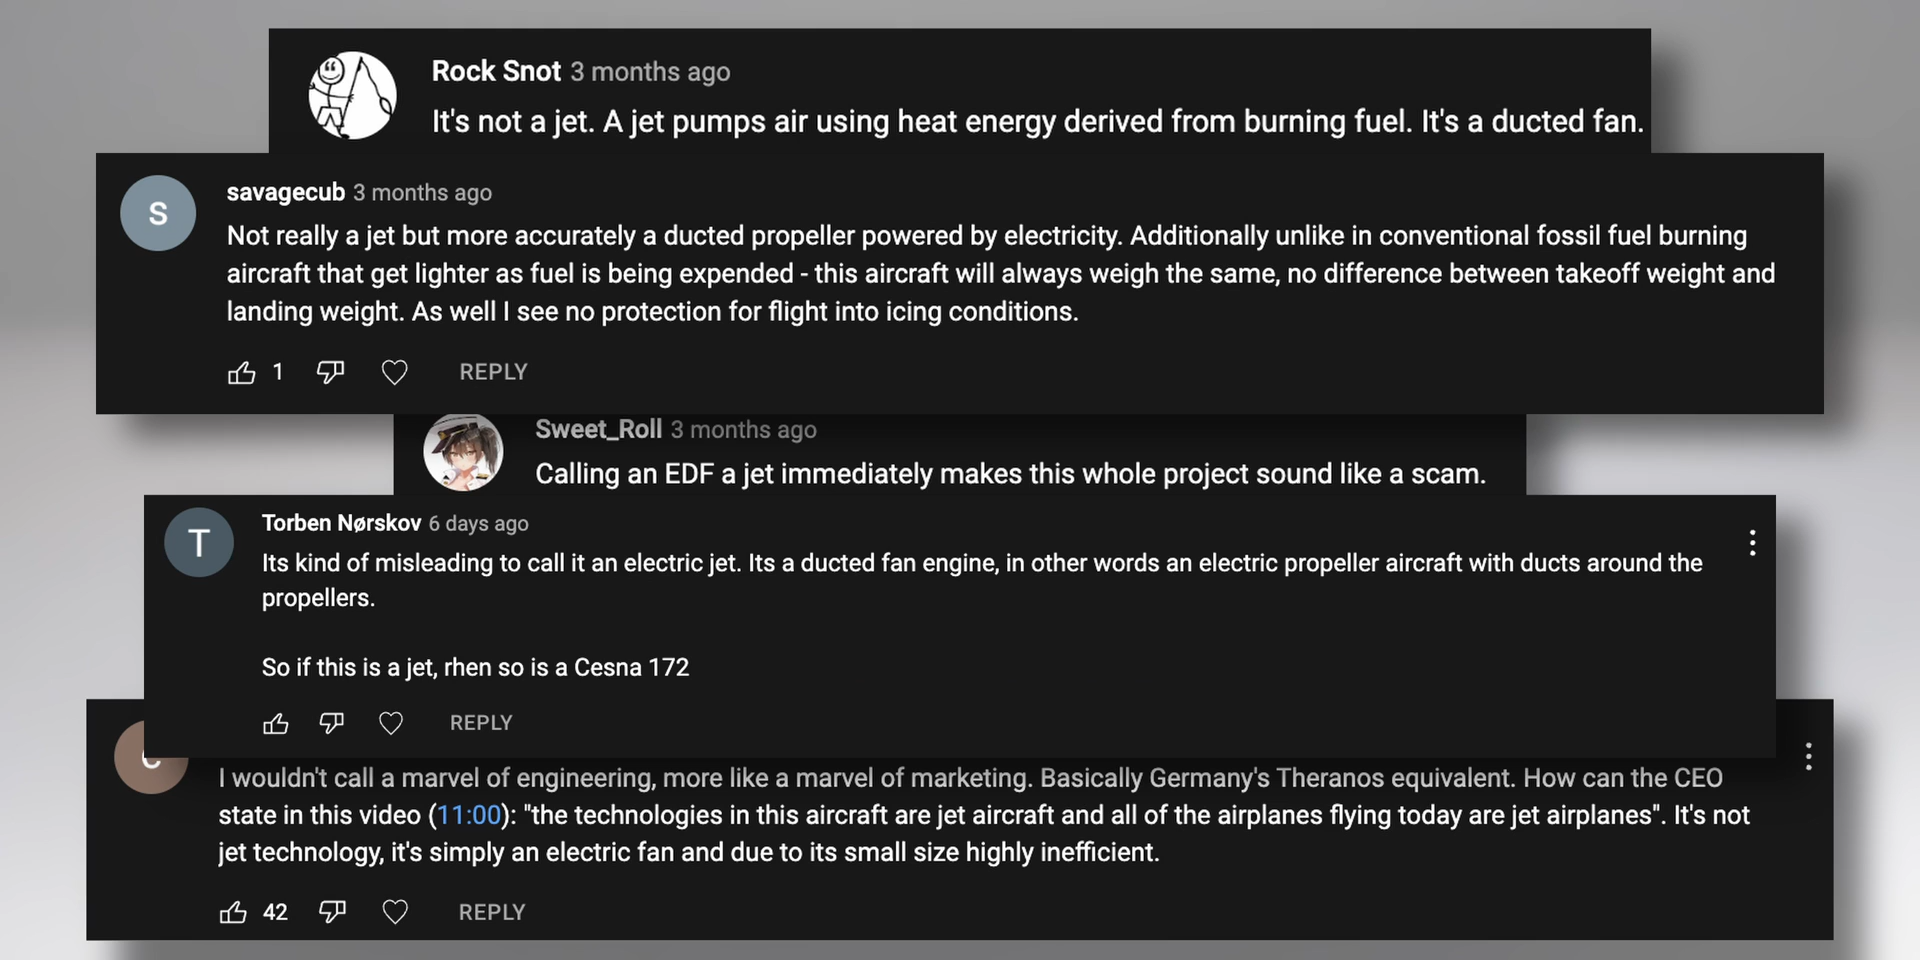 Rock Snot 3 months ago
It's not a jet. A jet pumps air using heat energy derived from burning fuel. It's a ducted fan.
S
savagecub 3 months ago
Not really a jet but more accurately a ducted propeller powered by electricity. Additionally unlike in conventional fossil fuel burning
aircraft that get lighter as fuel is being expended - this aircraft will always weigh the same, no difference between takeoff weight and
landing weight. As well I see no protection for flight into icing conditions.
1 REPLY
Sweet_Roll 3 months ago
Calling an EDF a jet immediately makes this whole project sound like a scam.
T
Torben Nørskov 6 days ago
Its kind of misleading to call it an electric jet. Its a ducted fan engine, in other words an electric propeller aircraft with ducts around the
propellers.
So if this is a jet, rhen so is a Cesna 172
REPLY
I wouldn't call a marvel of engineering, more like a marvel of marketing. Basically Germany's Theranos equivalent. How can the CEO
state in this video (11:00): "the technologies in this aircraft are jet aircraft and all of the airplanes flying today are jet airplanes". It's not
jet technology, it's simply an electric fan and due to its small size highly inefficient.
42 REPLY